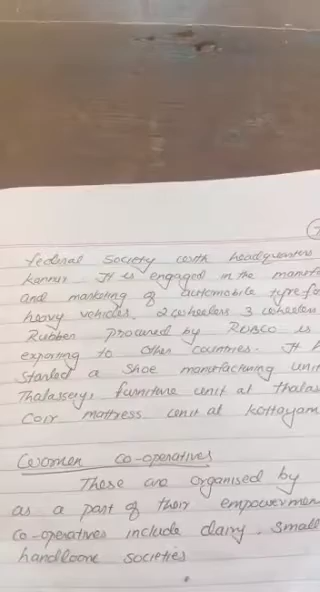 federal Society with headquarters
Kannur. It is engaged in the manuf
and marketing of automobile tyre for
heavy vehicles, 2 wheelers 3 wheelers
Rubber procured by RUBCO is
exporting to other countries. It h
Started a Shoe manufacturing unit
Thalassery, furniture unit at Thalas
Coir mattress unit at Kottayam
Women co-operatives
These are organised by
as a part of their empowermen
Co-operatives include dairy, small
handloom societies